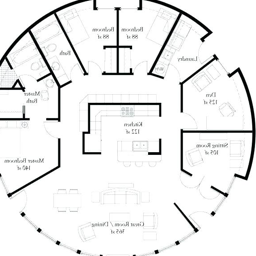 Bedroom
88 sf
Bedroom
88 sf
Bath
Laundry
Den
123 sf
Master
Bath
Kitchen
122 sf
Sitting Room
105 sf
Master Bedroom
140 sf
Great Room / Dining
565 sf